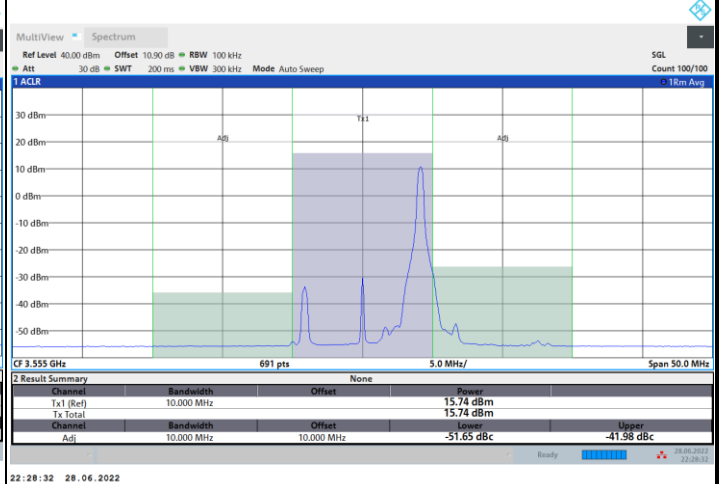 MultiView Spectrum
Ref Level 40.00 dBm Offset 10.90 dB RBW 100 kHz SGL
Att 30 dB SWT 200 ms VBW 300 kHz Mode Auto Sweep Count 100/100
1 ACLR 1Rm Avg
30 dBm
Tx1
20 dBm
Adj Adj
10 dBm
0 dBm
-10 dBm
-20 dBm
-30 dBm
-40 dBm
-50 dBm
CF 3.555 GHz 691 pts 5.0 MHz/ Span 50.0 MHz
2 Result Summary None
Channel Bandwidth Offset Power
Tx1 (Ref) 10.000 MHz 15.74 dBm
Tx Total 15.74 dBm
Channel Bandwidth Offset Lower Upper
Adj 10.000 MHz 10.000 MHz -51.65 dBc -41.98 dBc
Ready 28.06.2022
22:28:32
22:28:32 28.06.2022